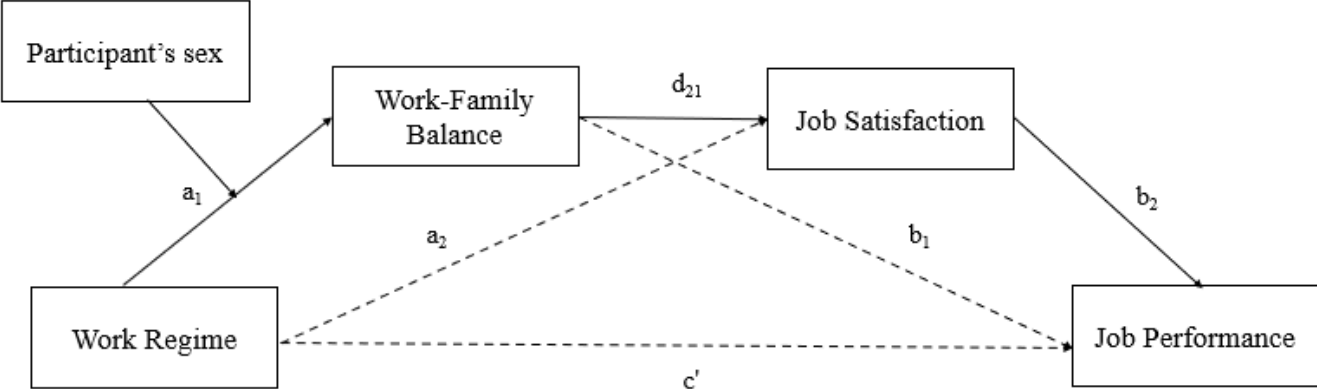 Participant’s sex
Work-Family
Balance
d₂₁
Job Satisfaction
a₁
a₂
b₁
b₂
Work Regime
Job Performance
c'